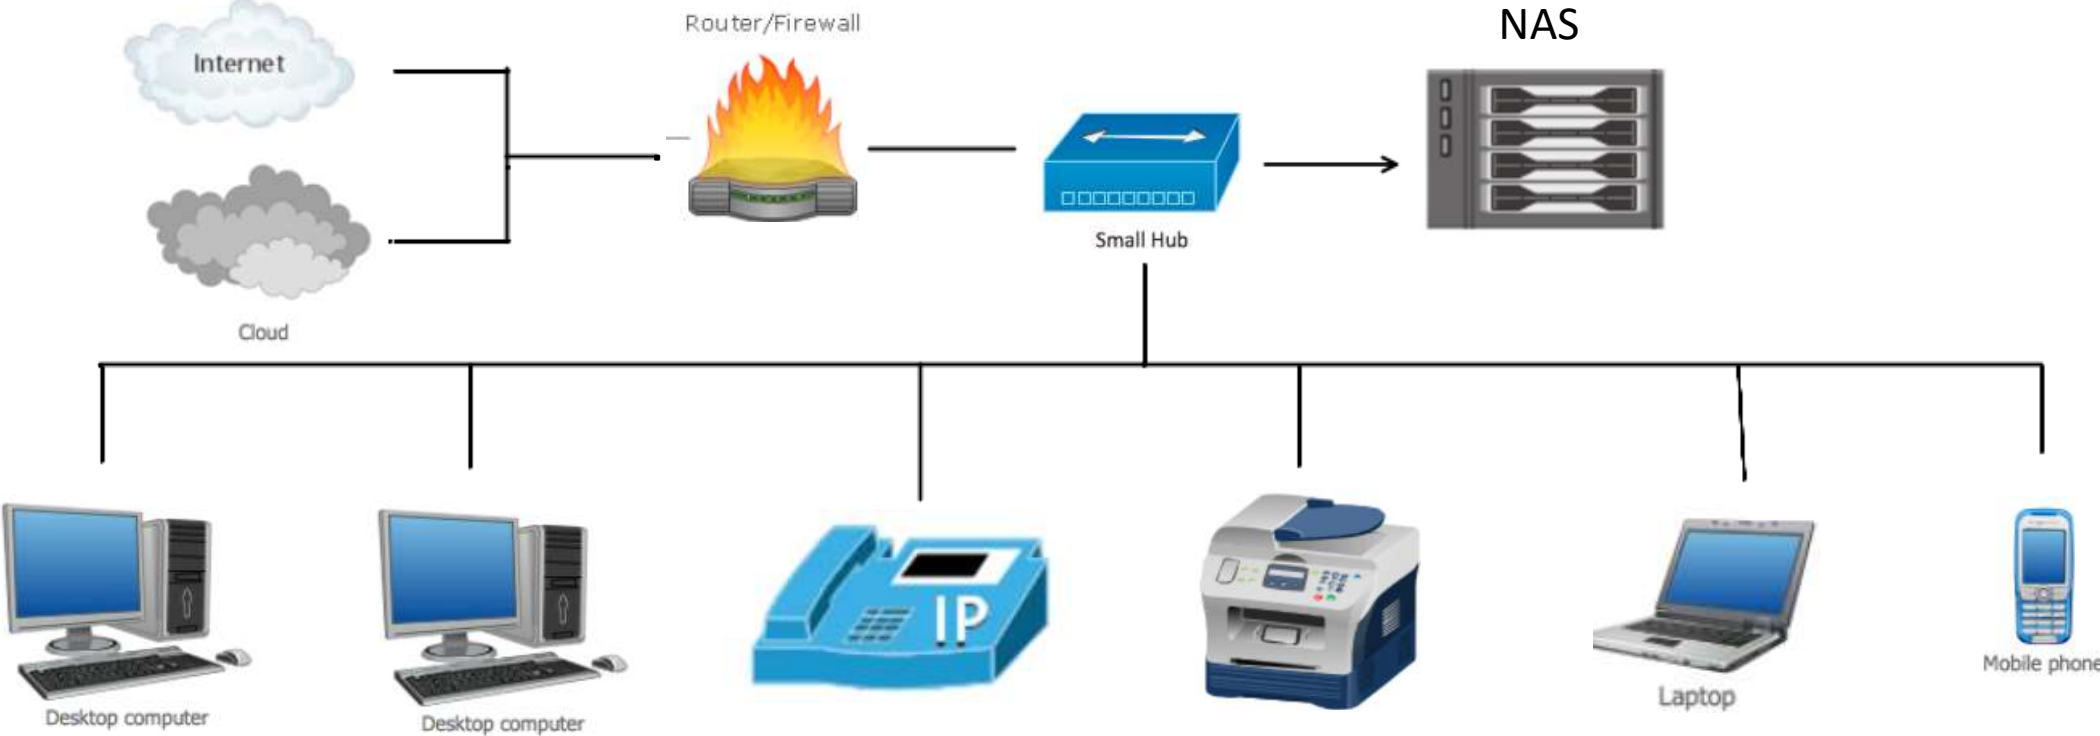 Router/Firewall
NAS
Internet
Small Hub
Cloud
IP
Desktop computer
Desktop computer
Laptop
Mobile phone